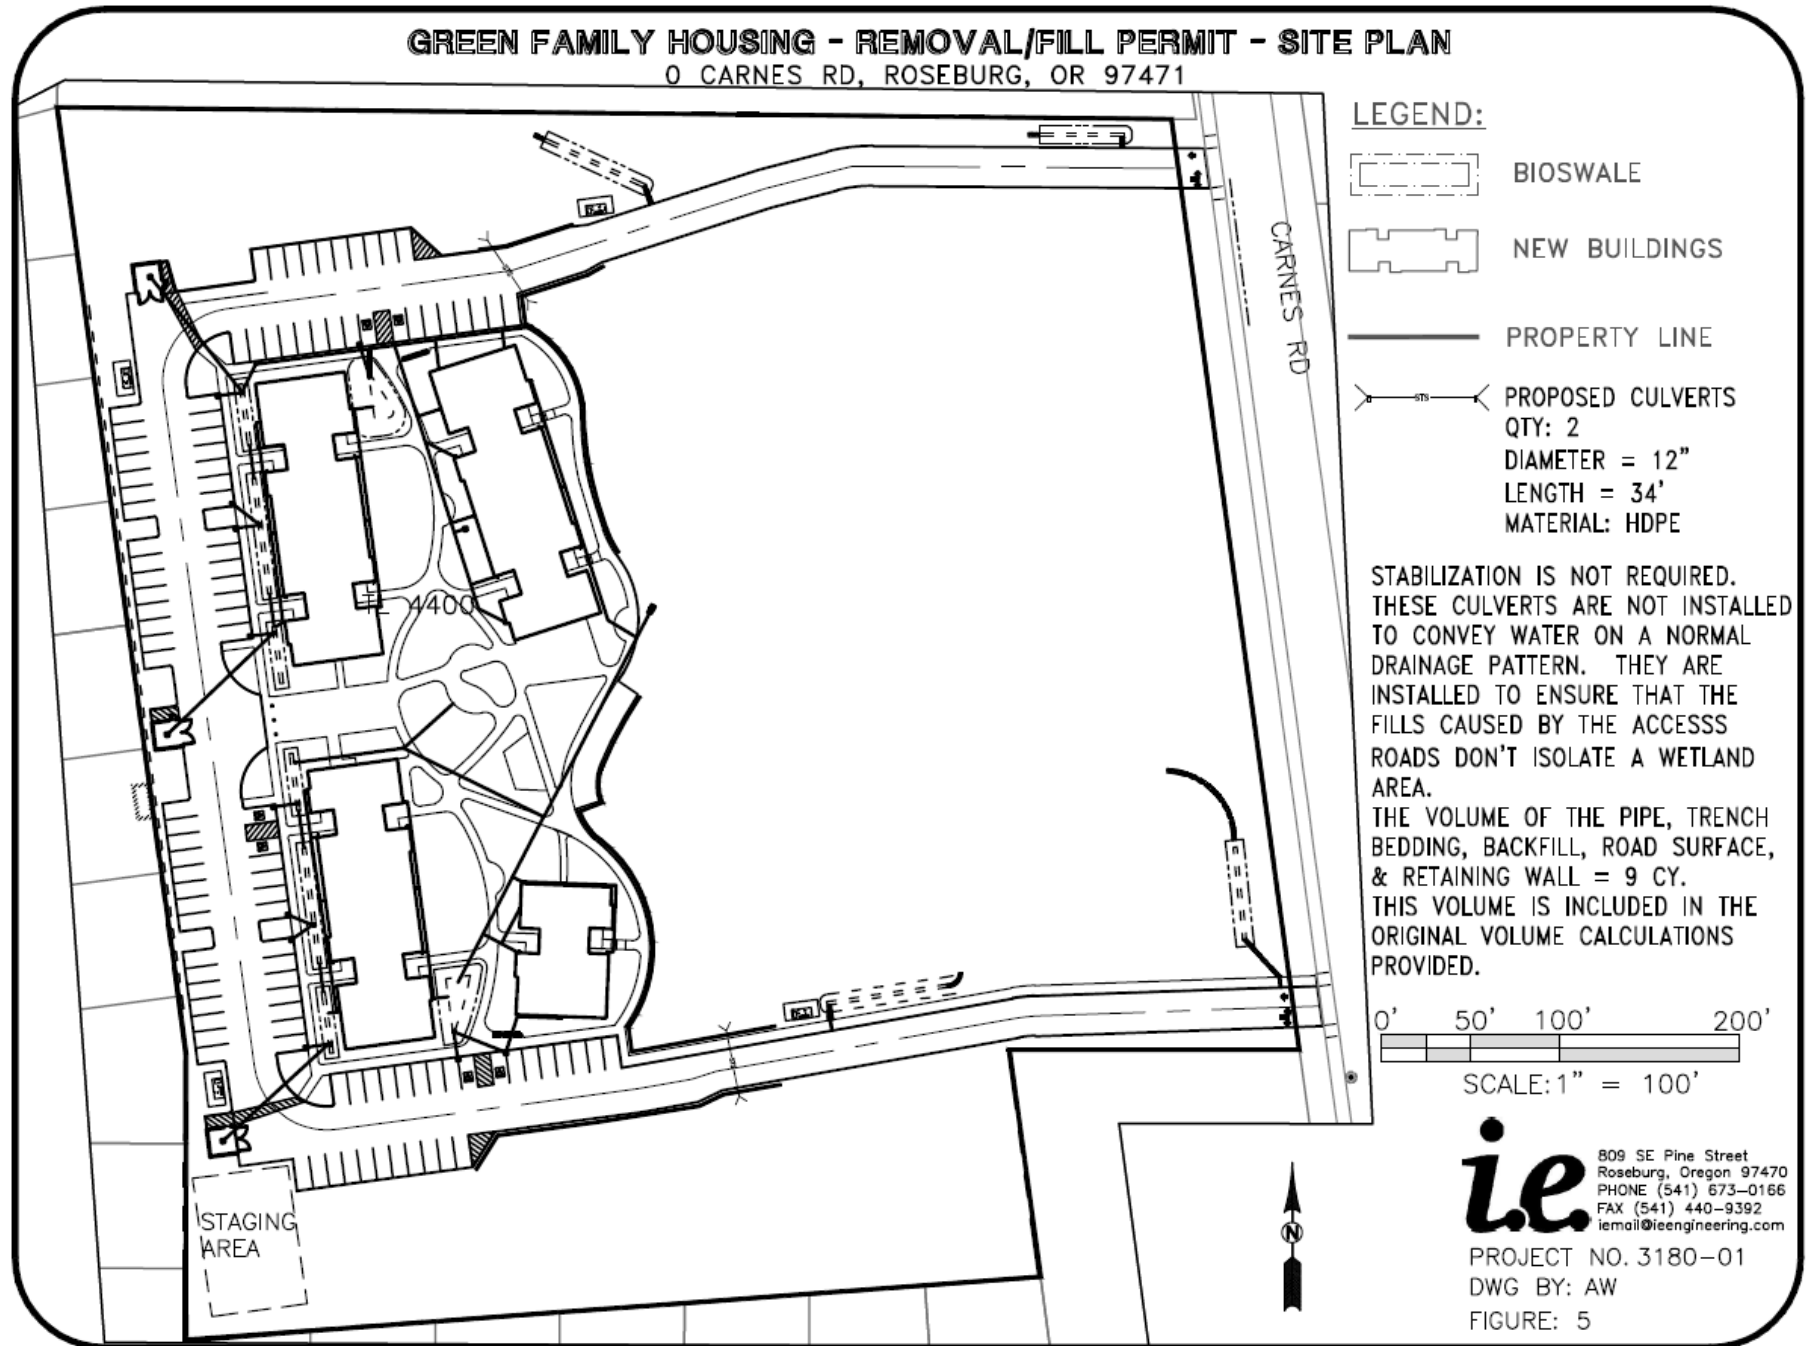 GREEN FAMILY HOUSING - REMOVAL/FILL PERMIT - SITE PLAN
0 CARNES RD, ROSEBURG, OR 97471
LEGEND:
BIOSWALE
NEW BUILDINGS
PROPERTY LINE
STS
PROPOSED CULVERTS
QTY: 2
DIAMETER = 12"
LENGTH = 34'
MATERIAL: HDPE
STABILIZATION IS NOT REQUIRED.
THESE CULVERTS ARE NOT INSTALLED
TO CONVEY WATER ON A NORMAL
DRAINAGE PATTERN. THEY ARE
INSTALLED TO ENSURE THAT THE
FILLS CAUSED BY THE ACCESSS
ROADS DON'T ISOLATE A WETLAND
AREA.
THE VOLUME OF THE PIPE, TRENCH
BEDDING, BACKFILL, ROAD SURFACE,
& RETAINING WALL = 9 CY.
THIS VOLUME IS INCLUDED IN THE
ORIGINAL VOLUME CALCULATIONS
PROVIDED.
0' 50' 100' 200'
SCALE: 1" = 100'
i.e.
809 SE Pine Street
Roseburg, Oregon 97470
PHONE (541) 673-0166
FAX (541) 440-9392
iemail@ieengineering.com
PROJECT NO. 3180-01
DWG BY: AW
FIGURE: 5
CARNES RD
TL 4400
STAGING
AREA
N